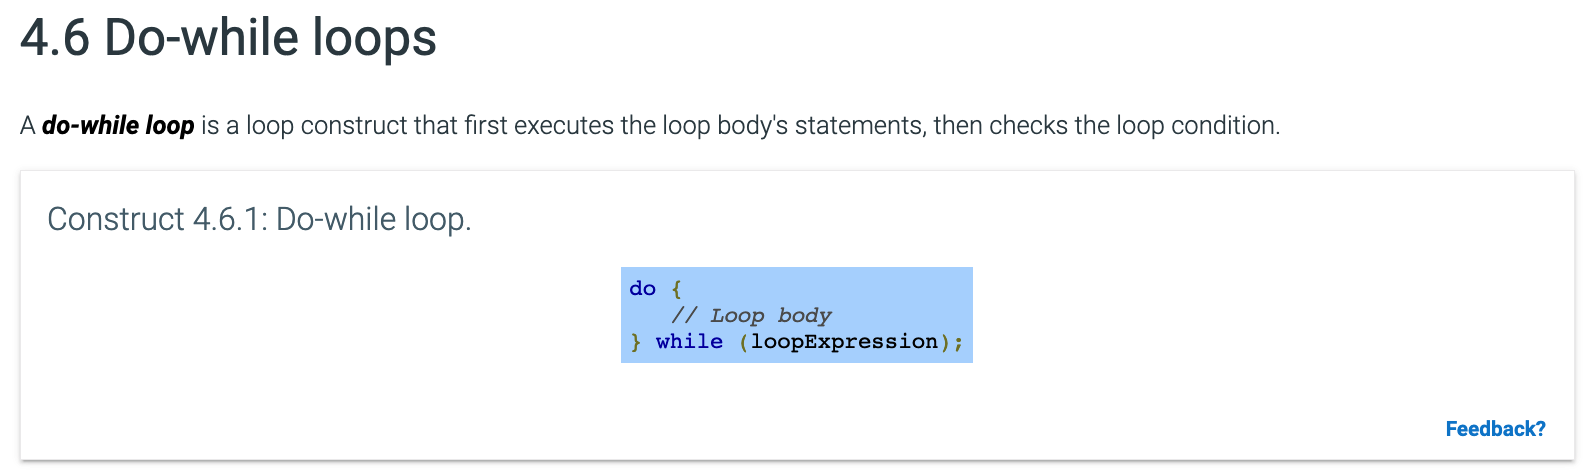 4.6 Do-while loops
A do-while loop is a loop construct that first executes the loop body's statements, then checks the loop condition.
Construct 4.6.1: Do-while loop.
do {
   // Loop body
} while (loopExpression);
Feedback?